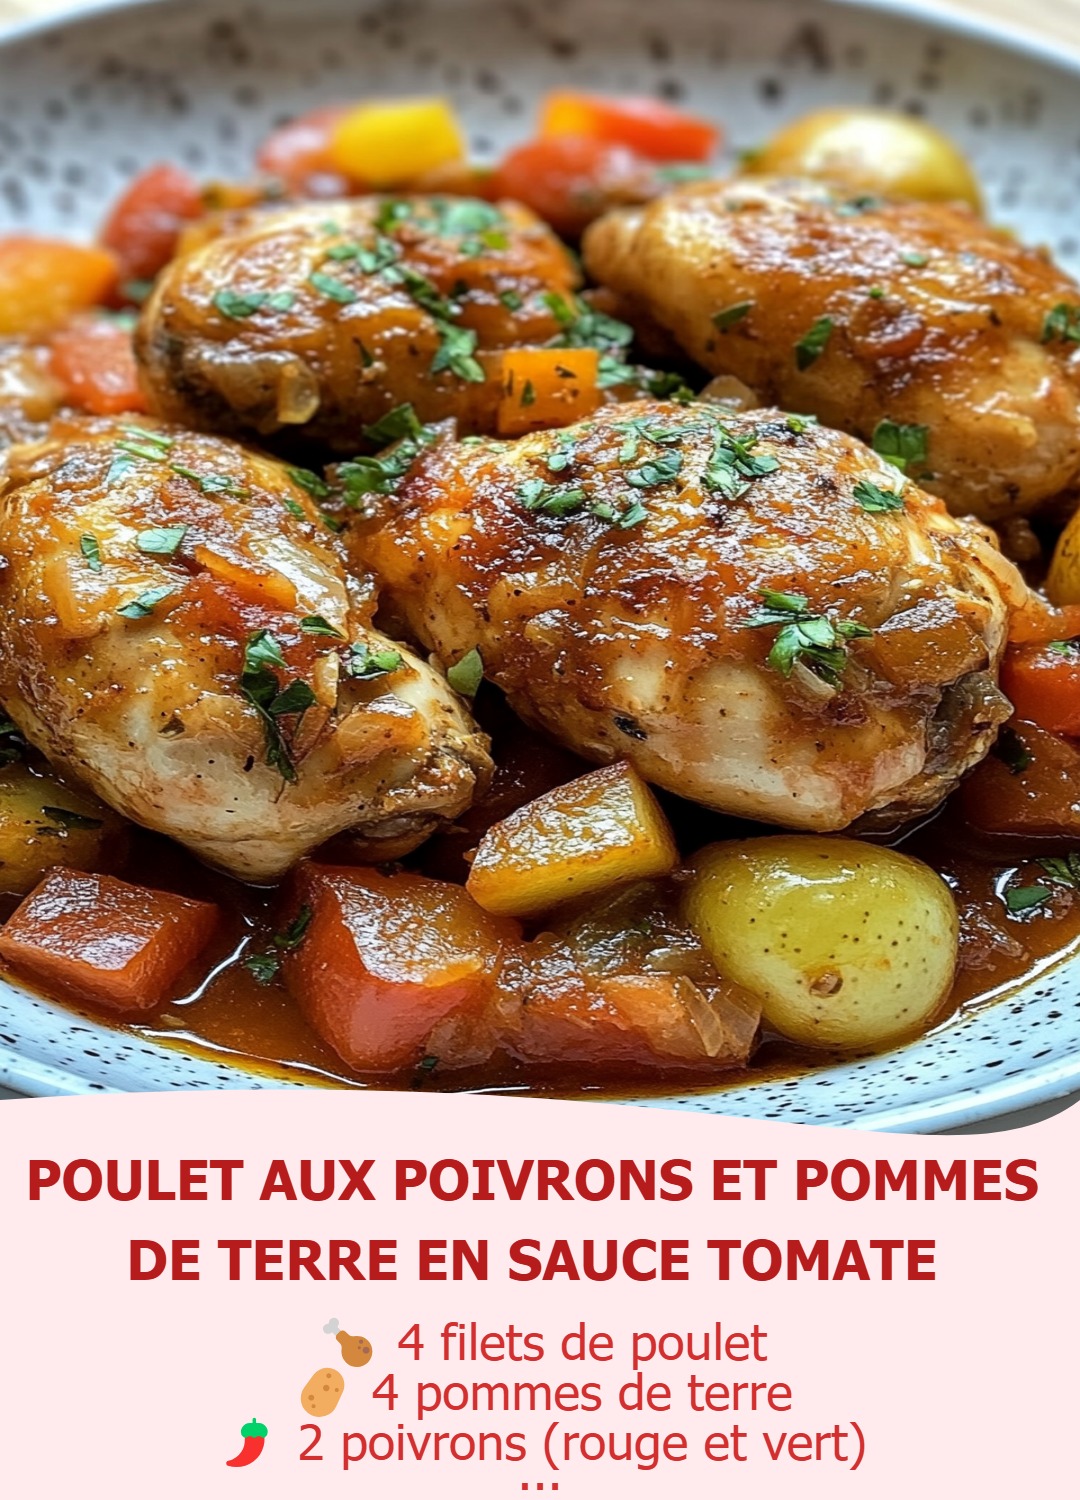 POULET AUX POIVRONS ET POMMES
DE TERRE EN SAUCE TOMATE
🍗 4 filets de poulet
🥔 4 pommes de terre
🌶️ 2 poivrons (rouge et vert)
...